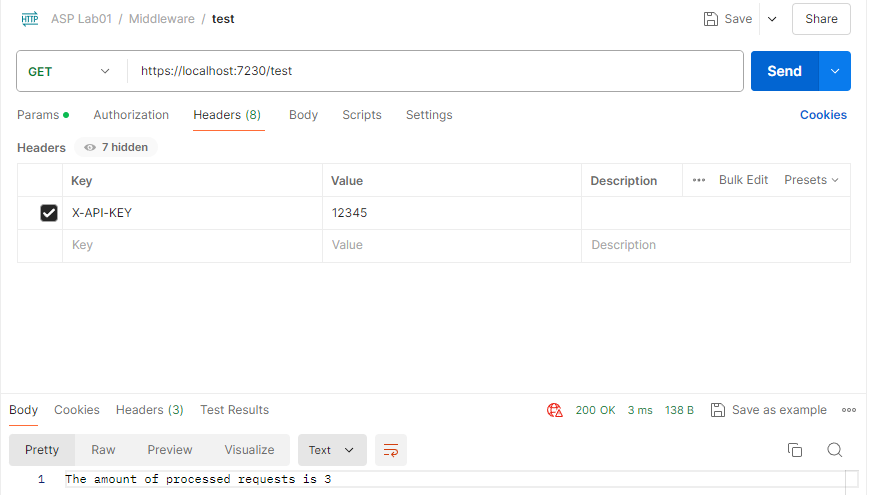 HTTP ASP Lab01 / Middleware / test Save Share
GET https://localhost:7230/test Send
Params Authorization Headers (8) Body Scripts Settings Cookies
Headers 7 hidden
Key Value Description Bulk Edit Presets
X-API-KEY 12345
Key Value Description
Body Cookies Headers (3) Test Results 200 OK 3 ms 138 B Save as example
Pretty Raw Preview Visualize Text
1 The amount of processed requests is 3